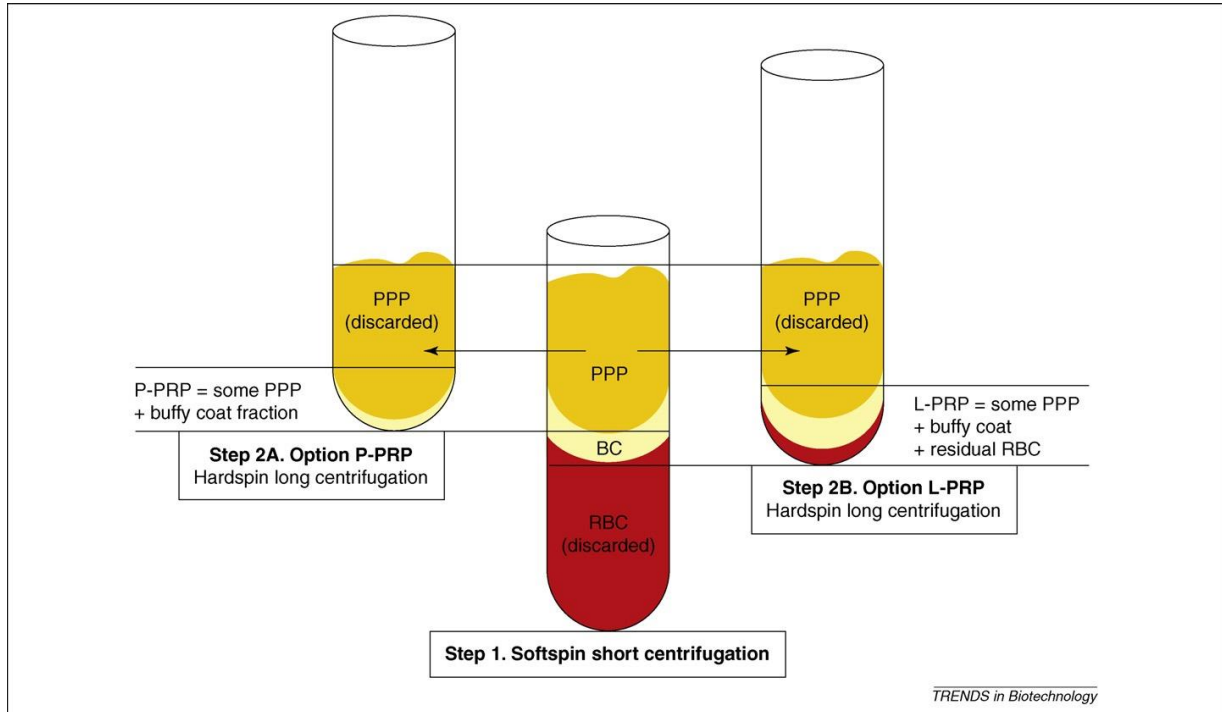 PPP
(discarded)
P-PRP = some PPP
+ buffy coat fraction
Step 2A. Option P-PRP
Hardspin long centrifugation
PPP
BC
RBC
(discarded)
Step 1. Softspin short centrifugation
PPP
(discarded)
L-PRP = some PPP
+ buffy coat
+ residual RBC
Step 2B. Option L-PRP
Hardspin long centrifugation
TRENDS in Biotechnology